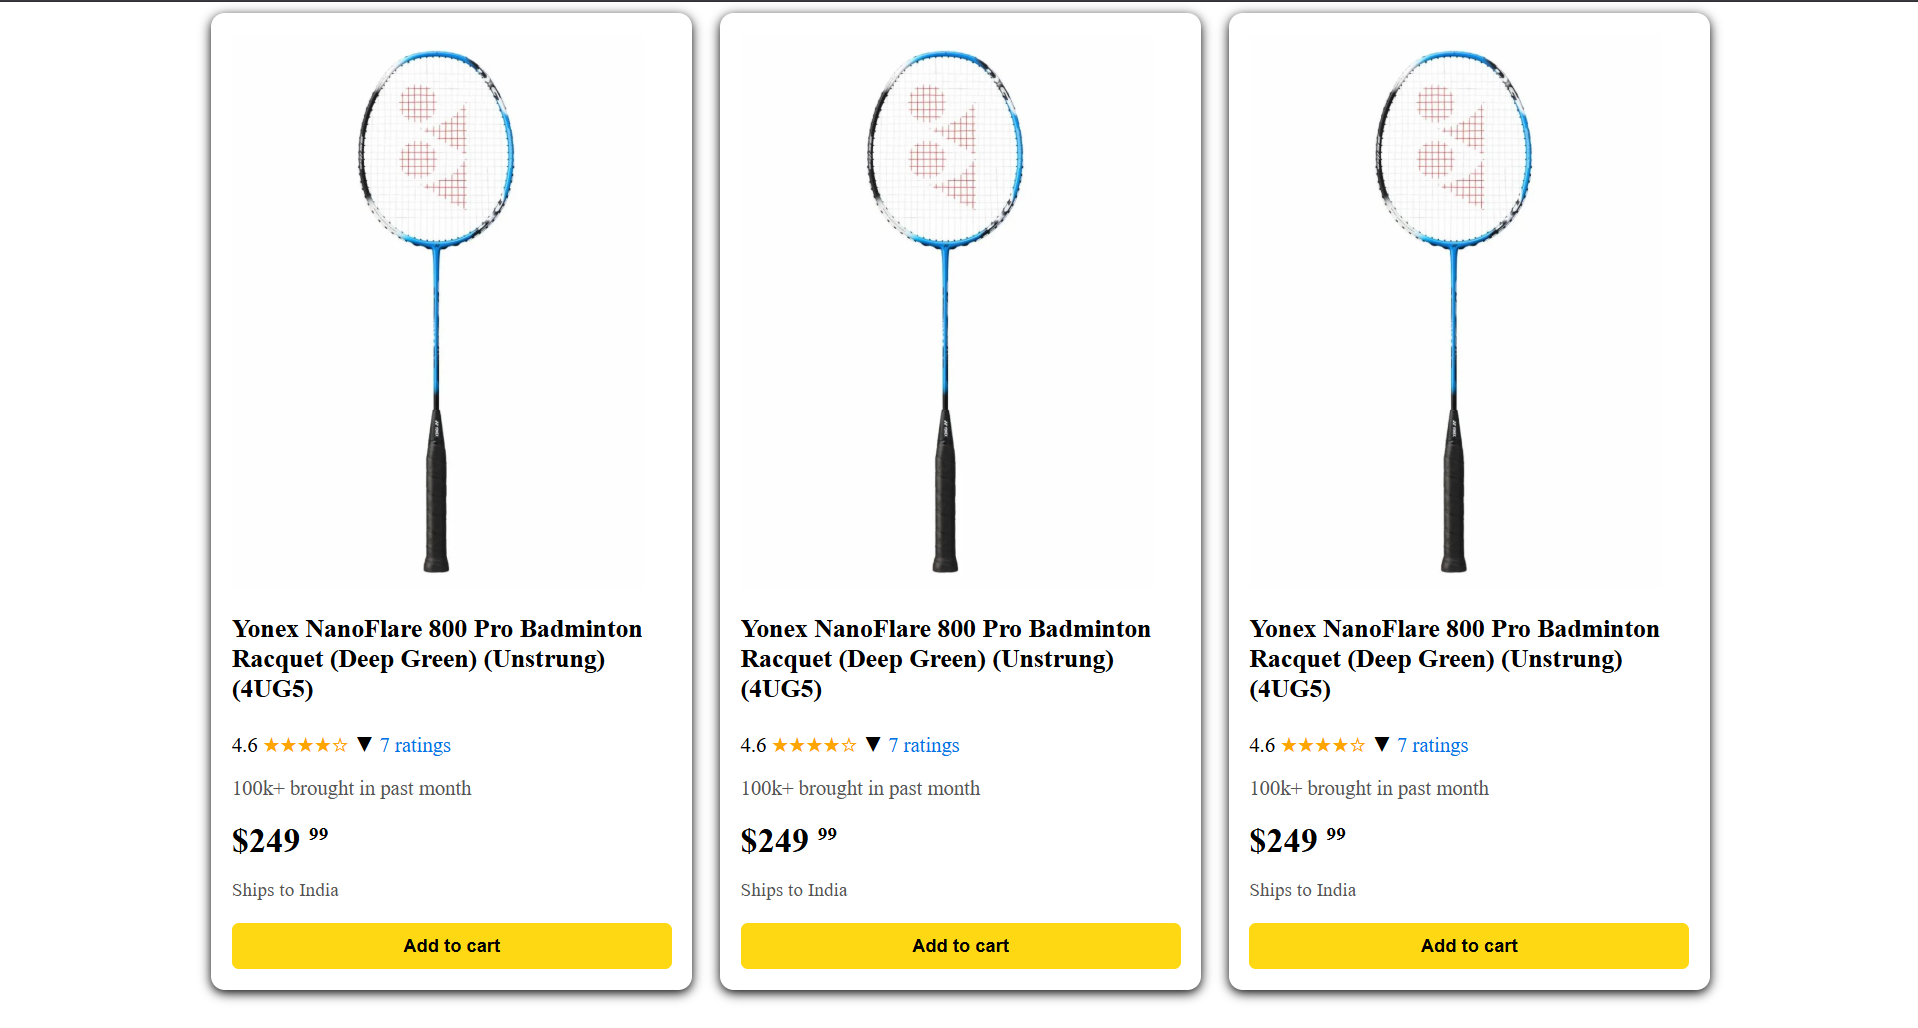 Yonex NanoFlare 800 Pro Badminton
Racquet (Deep Green) (Unstrung)
(4UG5)
4.6 ★★★★☆ ▼ 7 ratings
100k+ brought in past month
$249 99
Ships to India
Add to cart
Yonex NanoFlare 800 Pro Badminton
Racquet (Deep Green) (Unstrung)
(4UG5)
4.6 ★★★★☆ ▼ 7 ratings
100k+ brought in past month
$249 99
Ships to India
Add to cart
Yonex NanoFlare 800 Pro Badminton
Racquet (Deep Green) (Unstrung)
(4UG5)
4.6 ★★★★☆ ▼ 7 ratings
100k+ brought in past month
$249 99
Ships to India
Add to cart